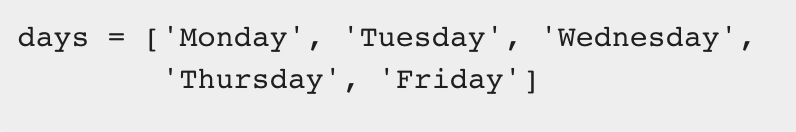 days = ['Monday', 'Tuesday', 'Wednesday',
'Thursday', 'Friday']